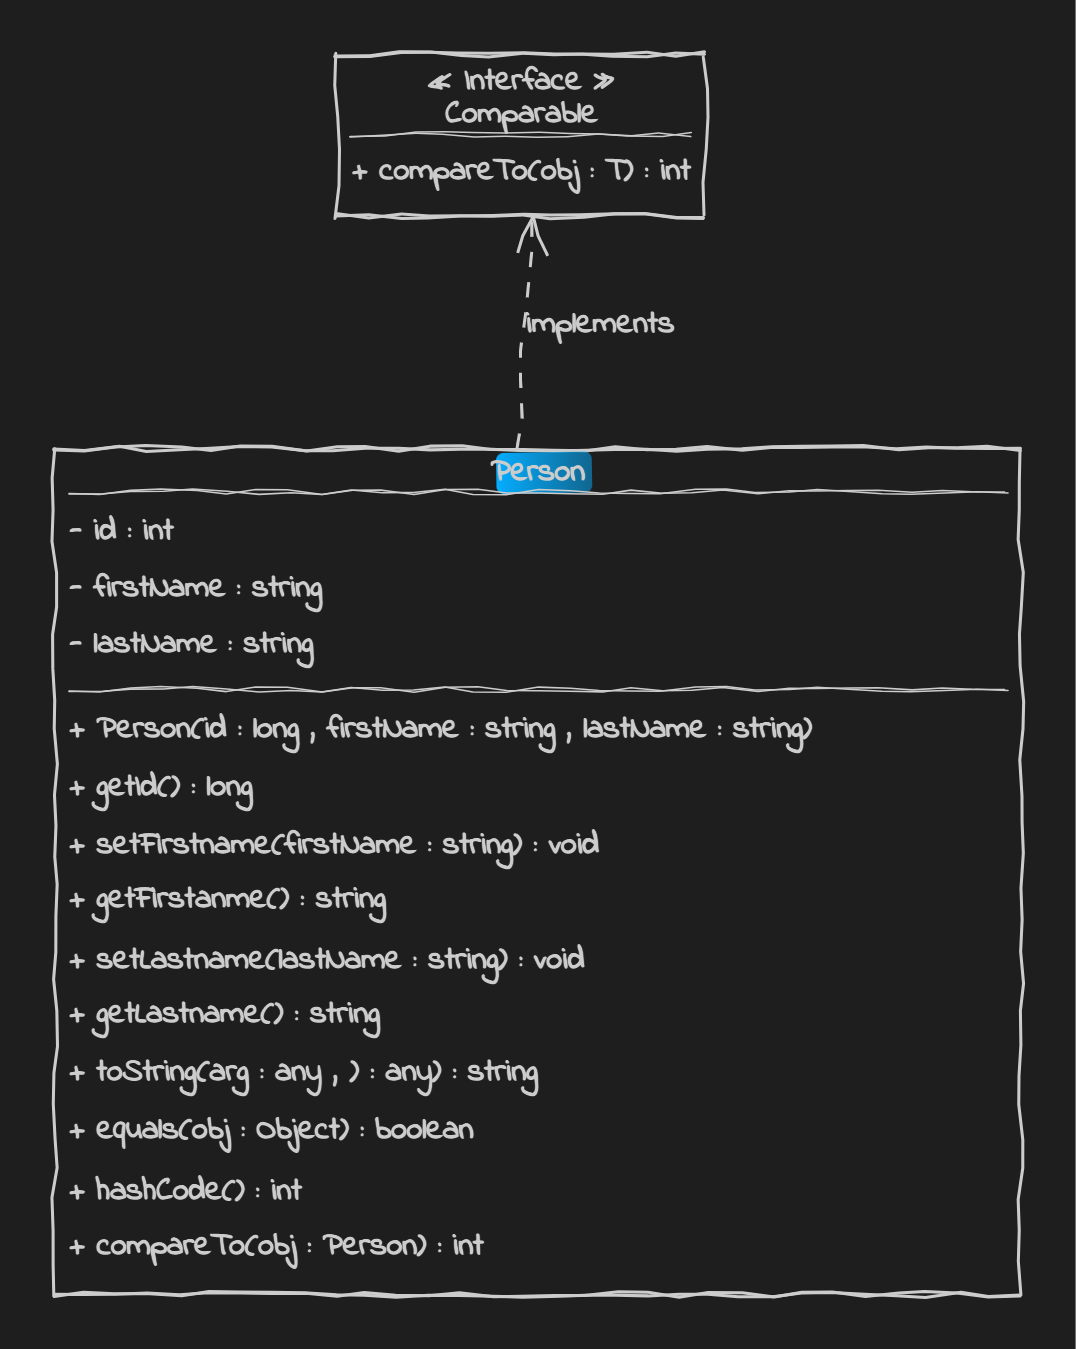 ≪ Interface ≫
Comparable
+ compareTo(obj : T) : int
implements
Person
- id : int
- firstName : string
- lastName : string
+ Person(id : long , firstName : string , lastName : string)
+ getId() : long
+ setFIrstname(firstName : string) : void
+ getFIrstanme() : string
+ setLastname(lastName : string) : void
+ getLastname() : string
+ toString(arg : any , ) : any) : string
+ equals(obj : Object) : boolean
+ hashCode() : int
+ compareTo(obj : Person) : int